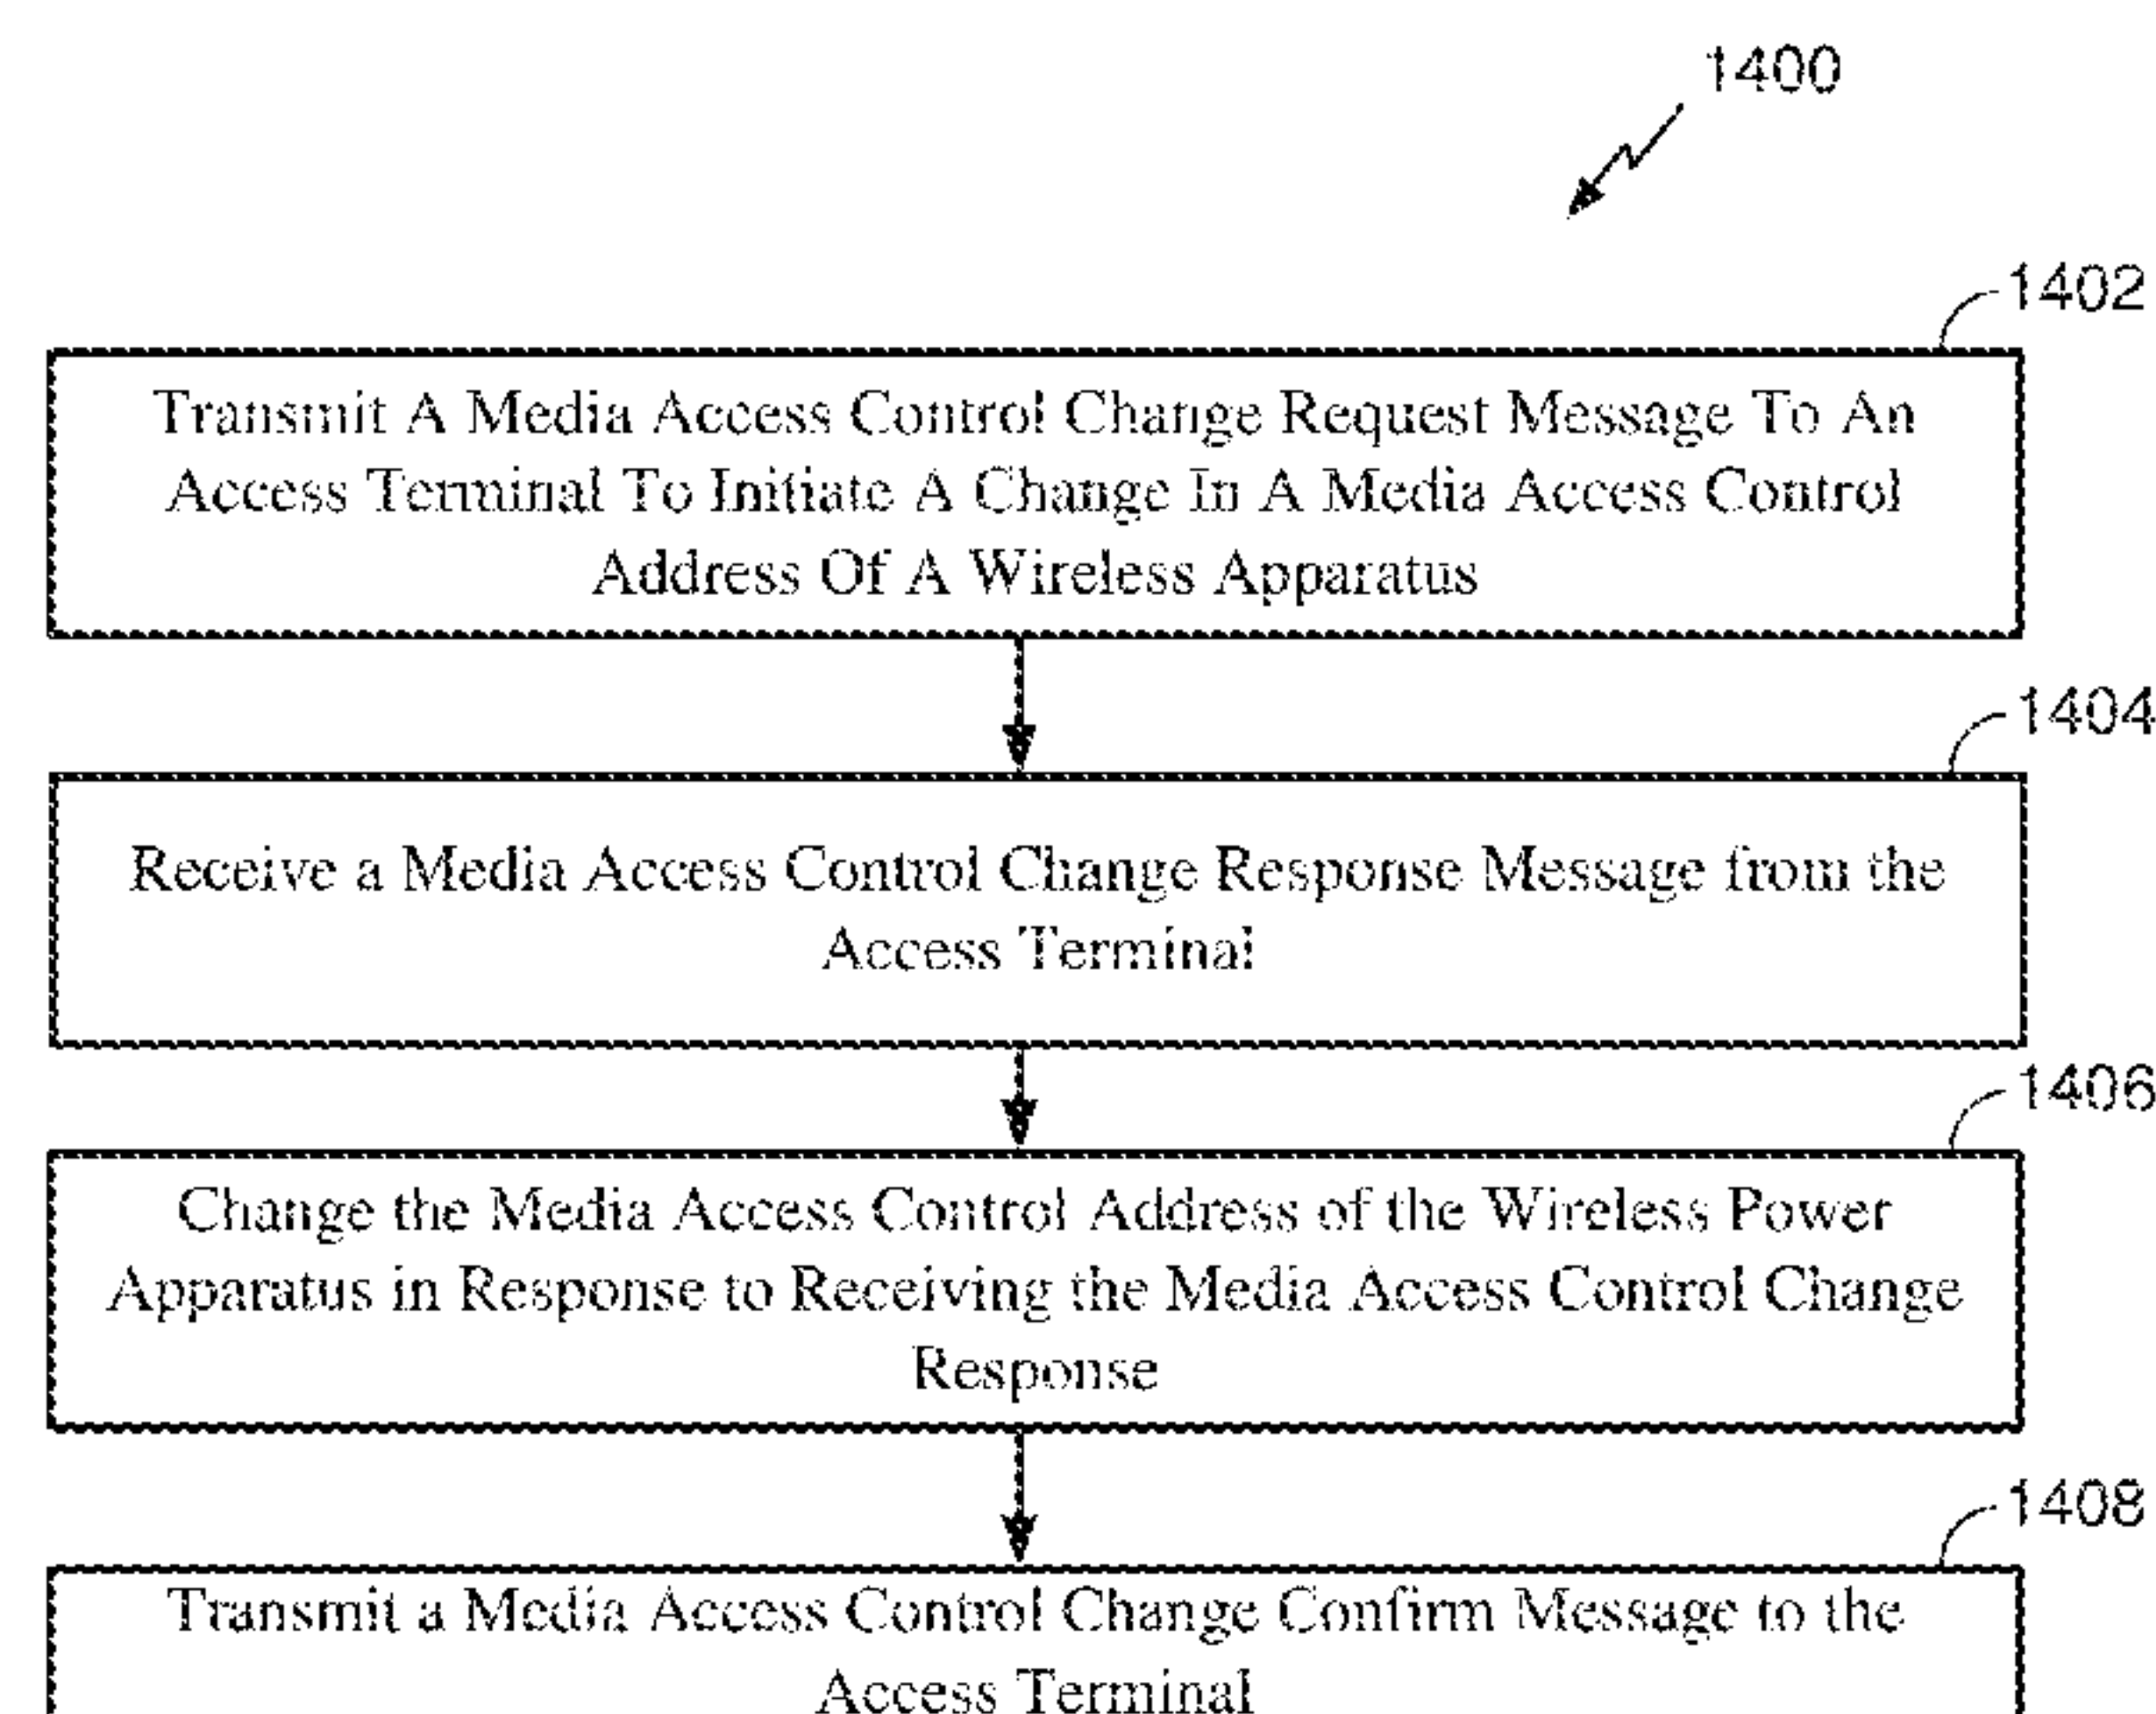 1400
1402
Transmit A Media Access Control Change Request Message To An
Access Terminal To Initiate A Change In A Media Access Control
Address Of A Wireless Apparatus
1404
Receive a Media Access Control Change Response Message from the
Access Terminal
1406
Change the Media Access Control Address of the Wireless Power
Apparatus in Response to Receiving the Media Access Control Change
Response
1408
Transmit a Media Access Control Change Confirm Message to the
Access Terminal